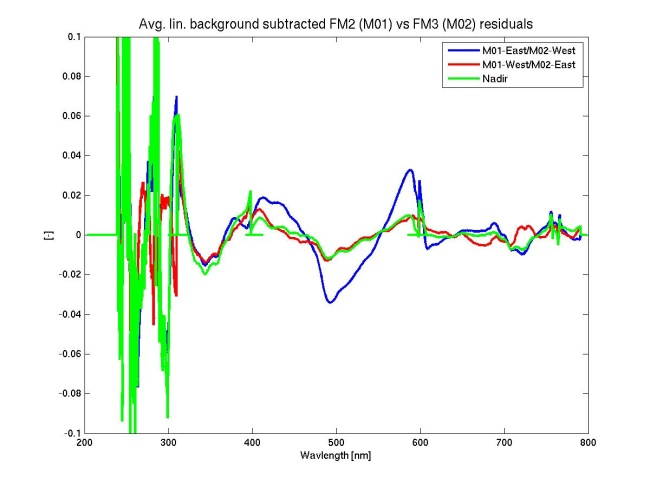 Avg. lin. background subtracted FM2 (M01) vs FM3 (M02) residuals
0.1
0.08
0.06
0.04
0.02
0
-0.02
-0.04
-0.06
-0.08
-0.1
[-]
M01-East/M02-West
M01-West/M02-East
Nadir
200 300 400 500 600 700 800
Wavlength [nm]